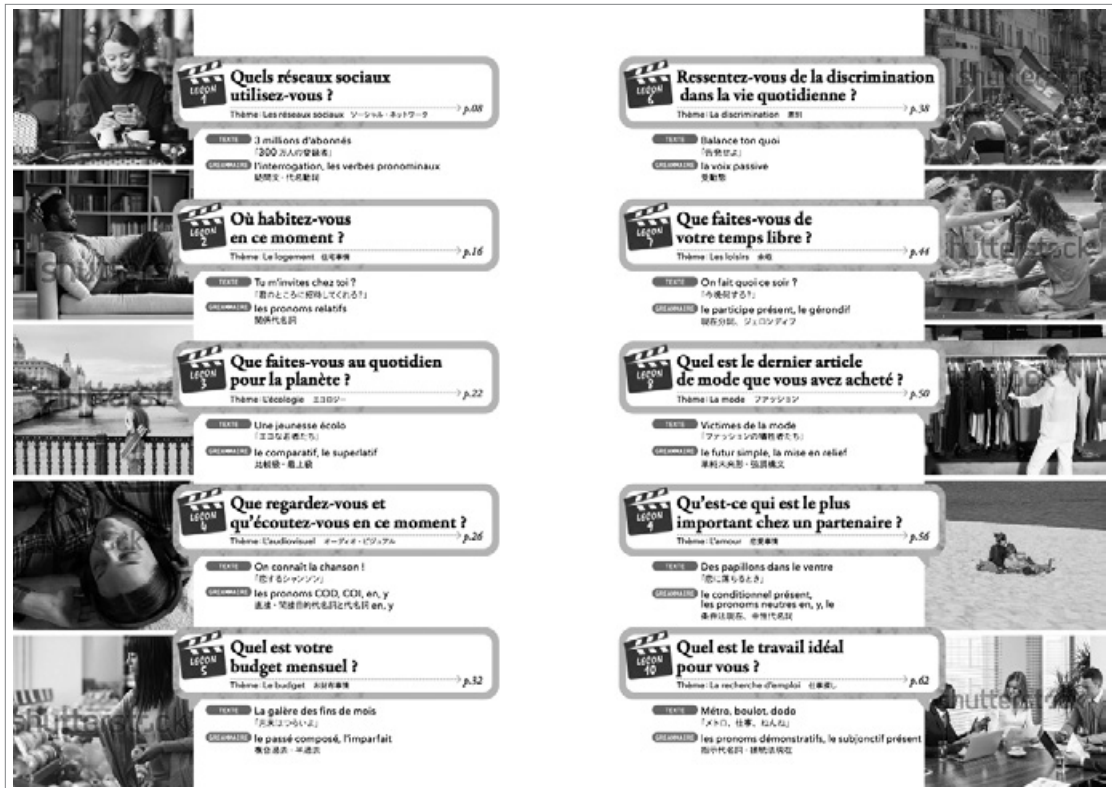 LEÇON
1
Quels réseaux sociaux
utilisez-vous ?
Thème : Les réseaux sociaux ソーシャル・ネットワーク
p.08
TEXTE 3 millions d'abonnés
「300 万人の登録者」
GRAMMAIRE l'interrogation, les verbes pronominaux
疑問文・代名動詞
LEÇON
2
Où habitez-vous
en ce moment ?
Thème : Le logement 住宅事情
p.16
TEXTE Tu m'invites chez toi ?
「君のところに招待してくれる?」
GRAMMAIRE les pronoms relatifs
関係代名詞
LEÇON
3
Que faites-vous au quotidien
pour la planète ?
Thème : L'écologie エコロジー
p.22
TEXTE Une jeunesse écolo
「エコな若者たち」
GRAMMAIRE le comparatif, le superlatif
比較級・最上級
LEÇON
4
Que regardez-vous et
qu'écoutez-vous en ce moment ?
Thème : L'audiovisuel オーディオ・ビジュアル
p.26
TEXTE On connaît la chanson !
「恋するシャンソン」
GRAMMAIRE les pronoms COD, COI, en, y
直接・間接目的代名詞と代名詞 en, y
LEÇON
5
Quel est votre
budget mensuel ?
Thème : Le budget お財布事情
p.32
TEXTE La galère des fins de mois
「月末はつらいよ」
GRAMMAIRE le passé composé, l'imparfait
複合過去・半過去
LEÇON
6
Ressentez-vous de la discrimination
dans la vie quotidienne ?
Thème : La discrimination 差別
p.38
TEXTE Balance ton quoi
「告発せよ」
GRAMMAIRE la voix passive
受動態
LEÇON
7
Que faites-vous de
votre temps libre ?
Thème : Les loisirs 余暇
p.44
TEXTE On fait quoi ce soir ?
「今晩何する?」
GRAMMAIRE le participe présent, le gérondif
現在分詞、ジェロンディフ
LEÇON
8
Quel est le dernier article
de mode que vous avez acheté ?
Thème : La mode ファッション
p.50
TEXTE Victimes de la mode
「ファッションの犠牲者たち」
GRAMMAIRE le futur simple, la mise en relief
単純未来形・強調構文
LEÇON
9
Qu'est-ce qui est le plus
important chez un partenaire ?
Thème : L'amour 恋愛事情
p.56
TEXTE Des papillons dans le ventre
「恋に落ちるとき」
GRAMMAIRE le conditionnel présent,
les pronoms neutres en, y, le
条件法現在、中性代名詞
LEÇON
10
Quel est le travail idéal
pour vous ?
Thème : La recherche d'emploi 仕事探し
p.62
TEXTE Métro, boulot, dodo
「メトロ、仕事、ねんね」
GRAMMAIRE les pronoms démonstratifs, le subjonctif présent
指示代名詞・接続法現在
shutterstock
shutterstock